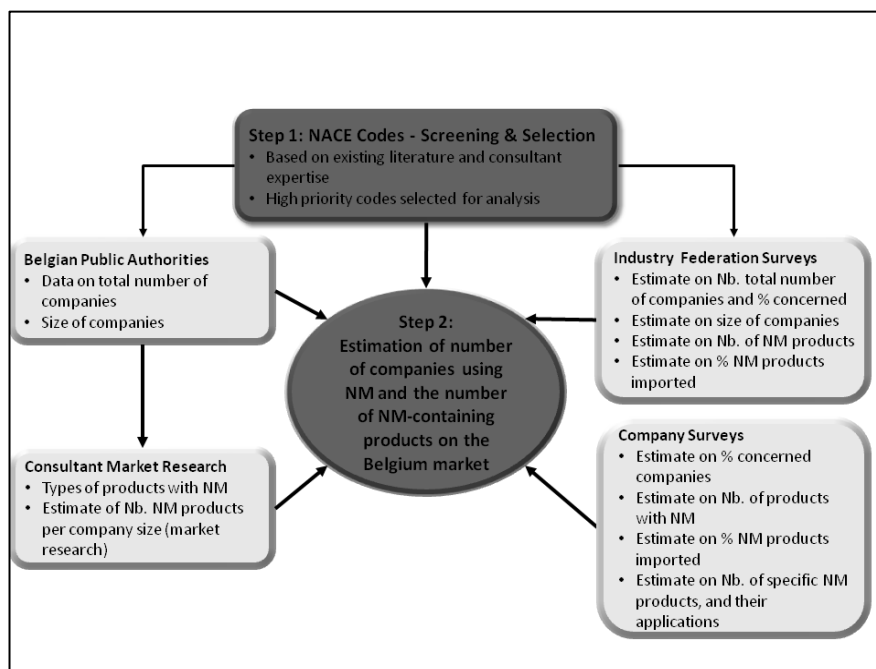 Step 1: NACE Codes - Screening & Selection
• Based on existing literature and consultant
expertise
• High priority codes selected for analysis
Belgian Public Authorities
• Data on total number of
companies
• Size of companies
Industry Federation Surveys
• Estimate on Nb. total number
of companies and % concerned
• Estimate on size of companies
• Estimate on Nb. of NM products
• Estimate on % NM products
imported
Step 2:
Estimation of number
of companies using
NM and the number
of NM-containing
products on the
Belgium market
Consultant Market Research
• Types of products with NM
• Estimate of Nb. NM products
per company size (market
research)
Company Surveys
• Estimate on % concerned
companies
• Estimate on Nb. of products
with NM
• Estimate on % NM products
imported
• Estimate on Nb. of specific NM
products, and their
applications